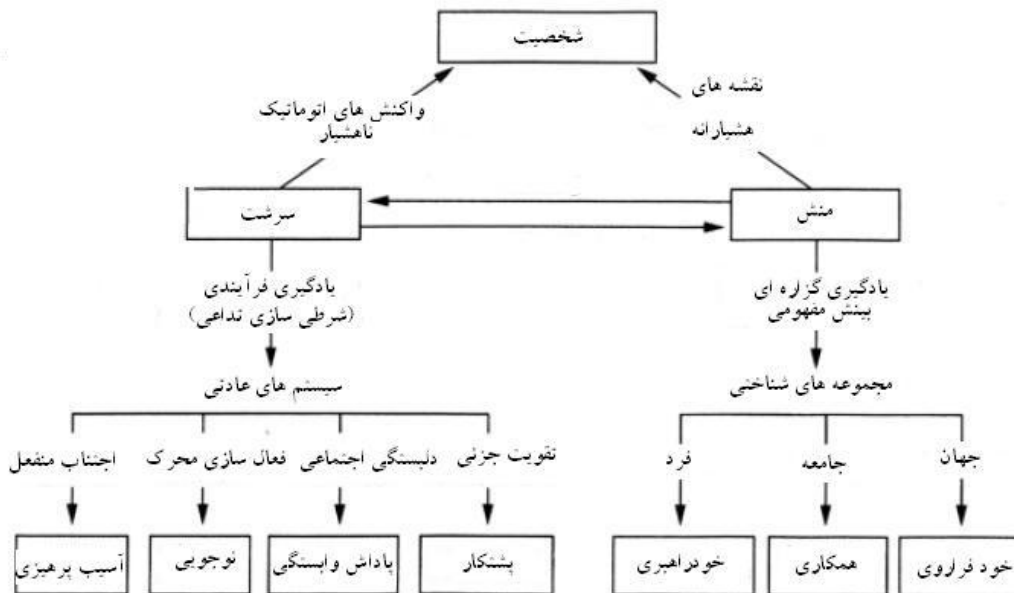 شخصیت
نقشه های
هشیارانه
واکنش های اتوماتیک
ناهشیار
منش
سرشت
یادگیری گزاره ای
بینش مفهومی
یادگیری فرآیندی
(شرطی سازی تداعی)
مجموعه های شناختی
سیستم های عادتی
جهان
جامعه
فرد
تقویت جزئی
دلبستگی اجتماعی
فعال سازی محرک
اجتناب منفعل
خود فراروی
همکاری
خودراهبری
پشتکار
پاداش وابستگی
نوجویی
آسیب پرهیزی